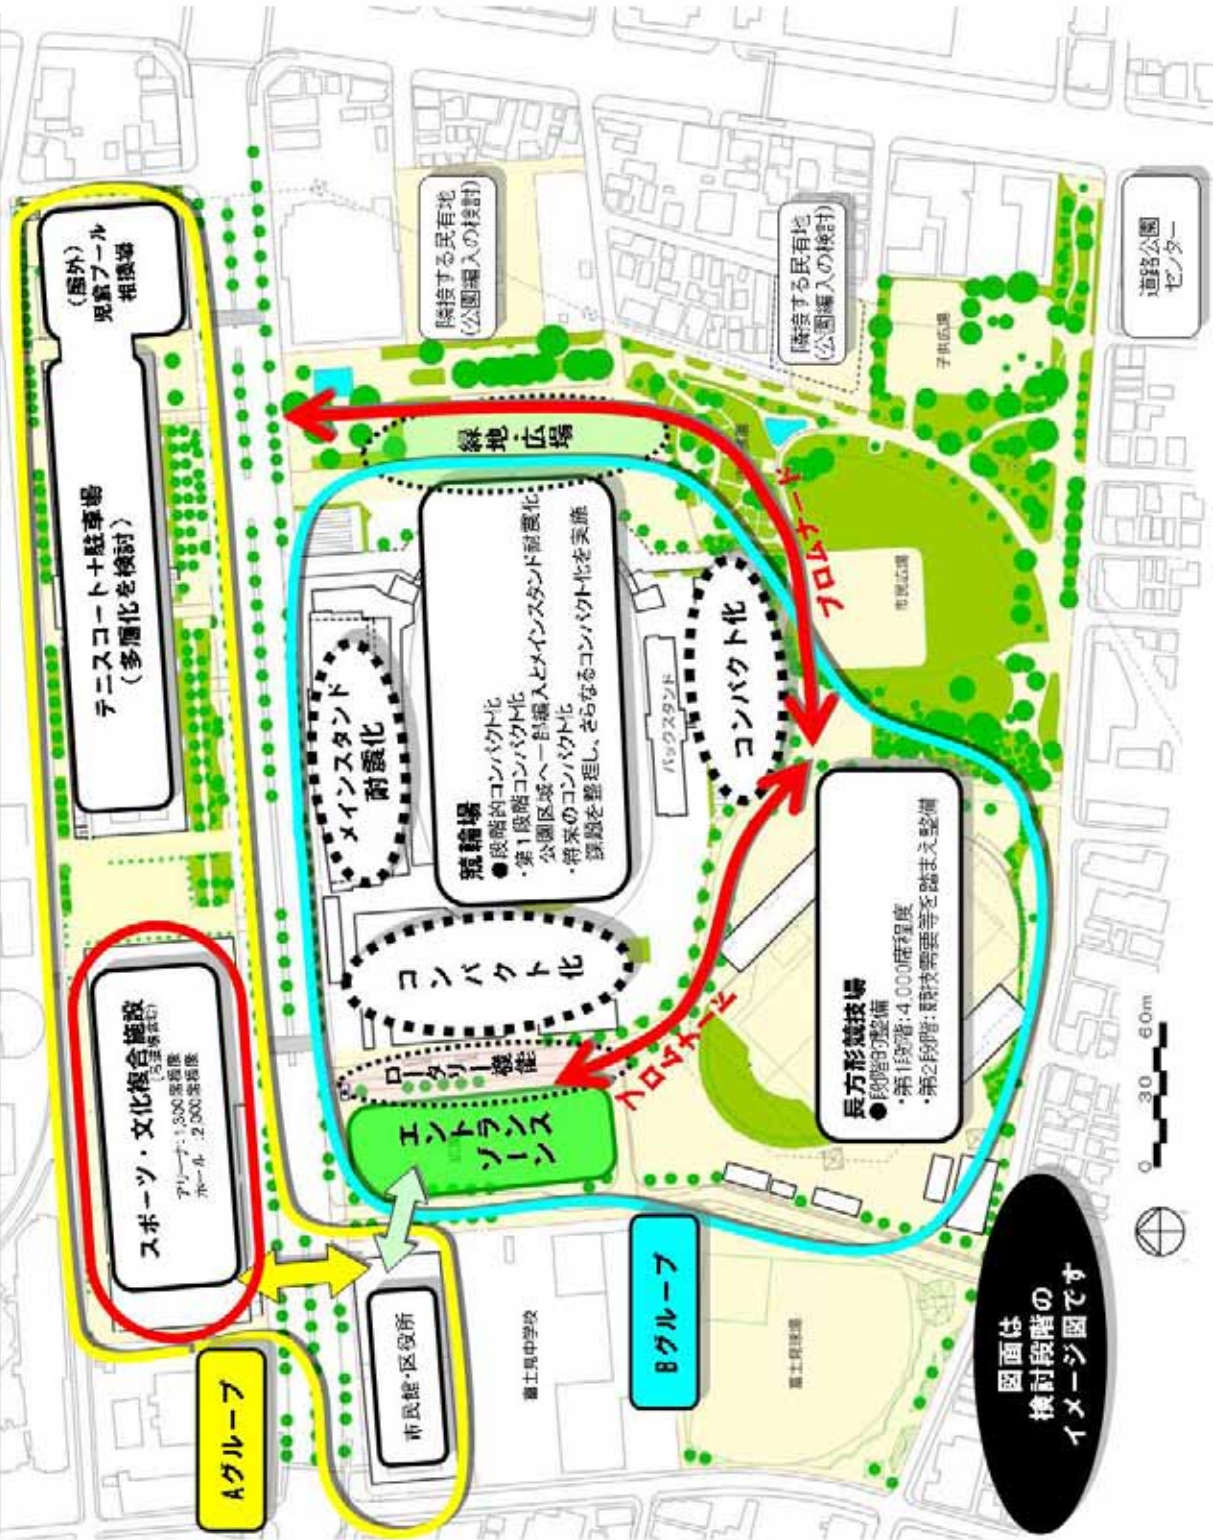 Aグループ
スポーツ・文化複合施設
アリーナ:1,300席程度
ホール :2,000席程度
テニスコート+駐車場
(多層化を検討)
(屋外)
児童プール
相撲場
市民館・区役所
エントランスゾーン
ロータリー機能
メインスタンド
耐震化
コンパクト化
競輪場
●段階的コンパクト化
・第1段階コンパクト化
公園区域へ一部編入とメインスタンド耐震化
・将来のコンパクト化
課題を整理し、さらなるコンパクト化を実施
緑地・広場
隣接する民有地
(公園編入の検討)
富士見中学校
Bグループ
プロムナード
バックスタンド
コンパクト化
プロムナード
隣接する民有地
(公園編入の検討)
富士見球場
長方形競技場
●段階的整備
・第1段階:4,000席程度
・第2段階:競技需要等を踏まえ整備
市民広場
子供広場
図面は
検討段階の
イメージ図です
0 30 60m
道路公園
センター